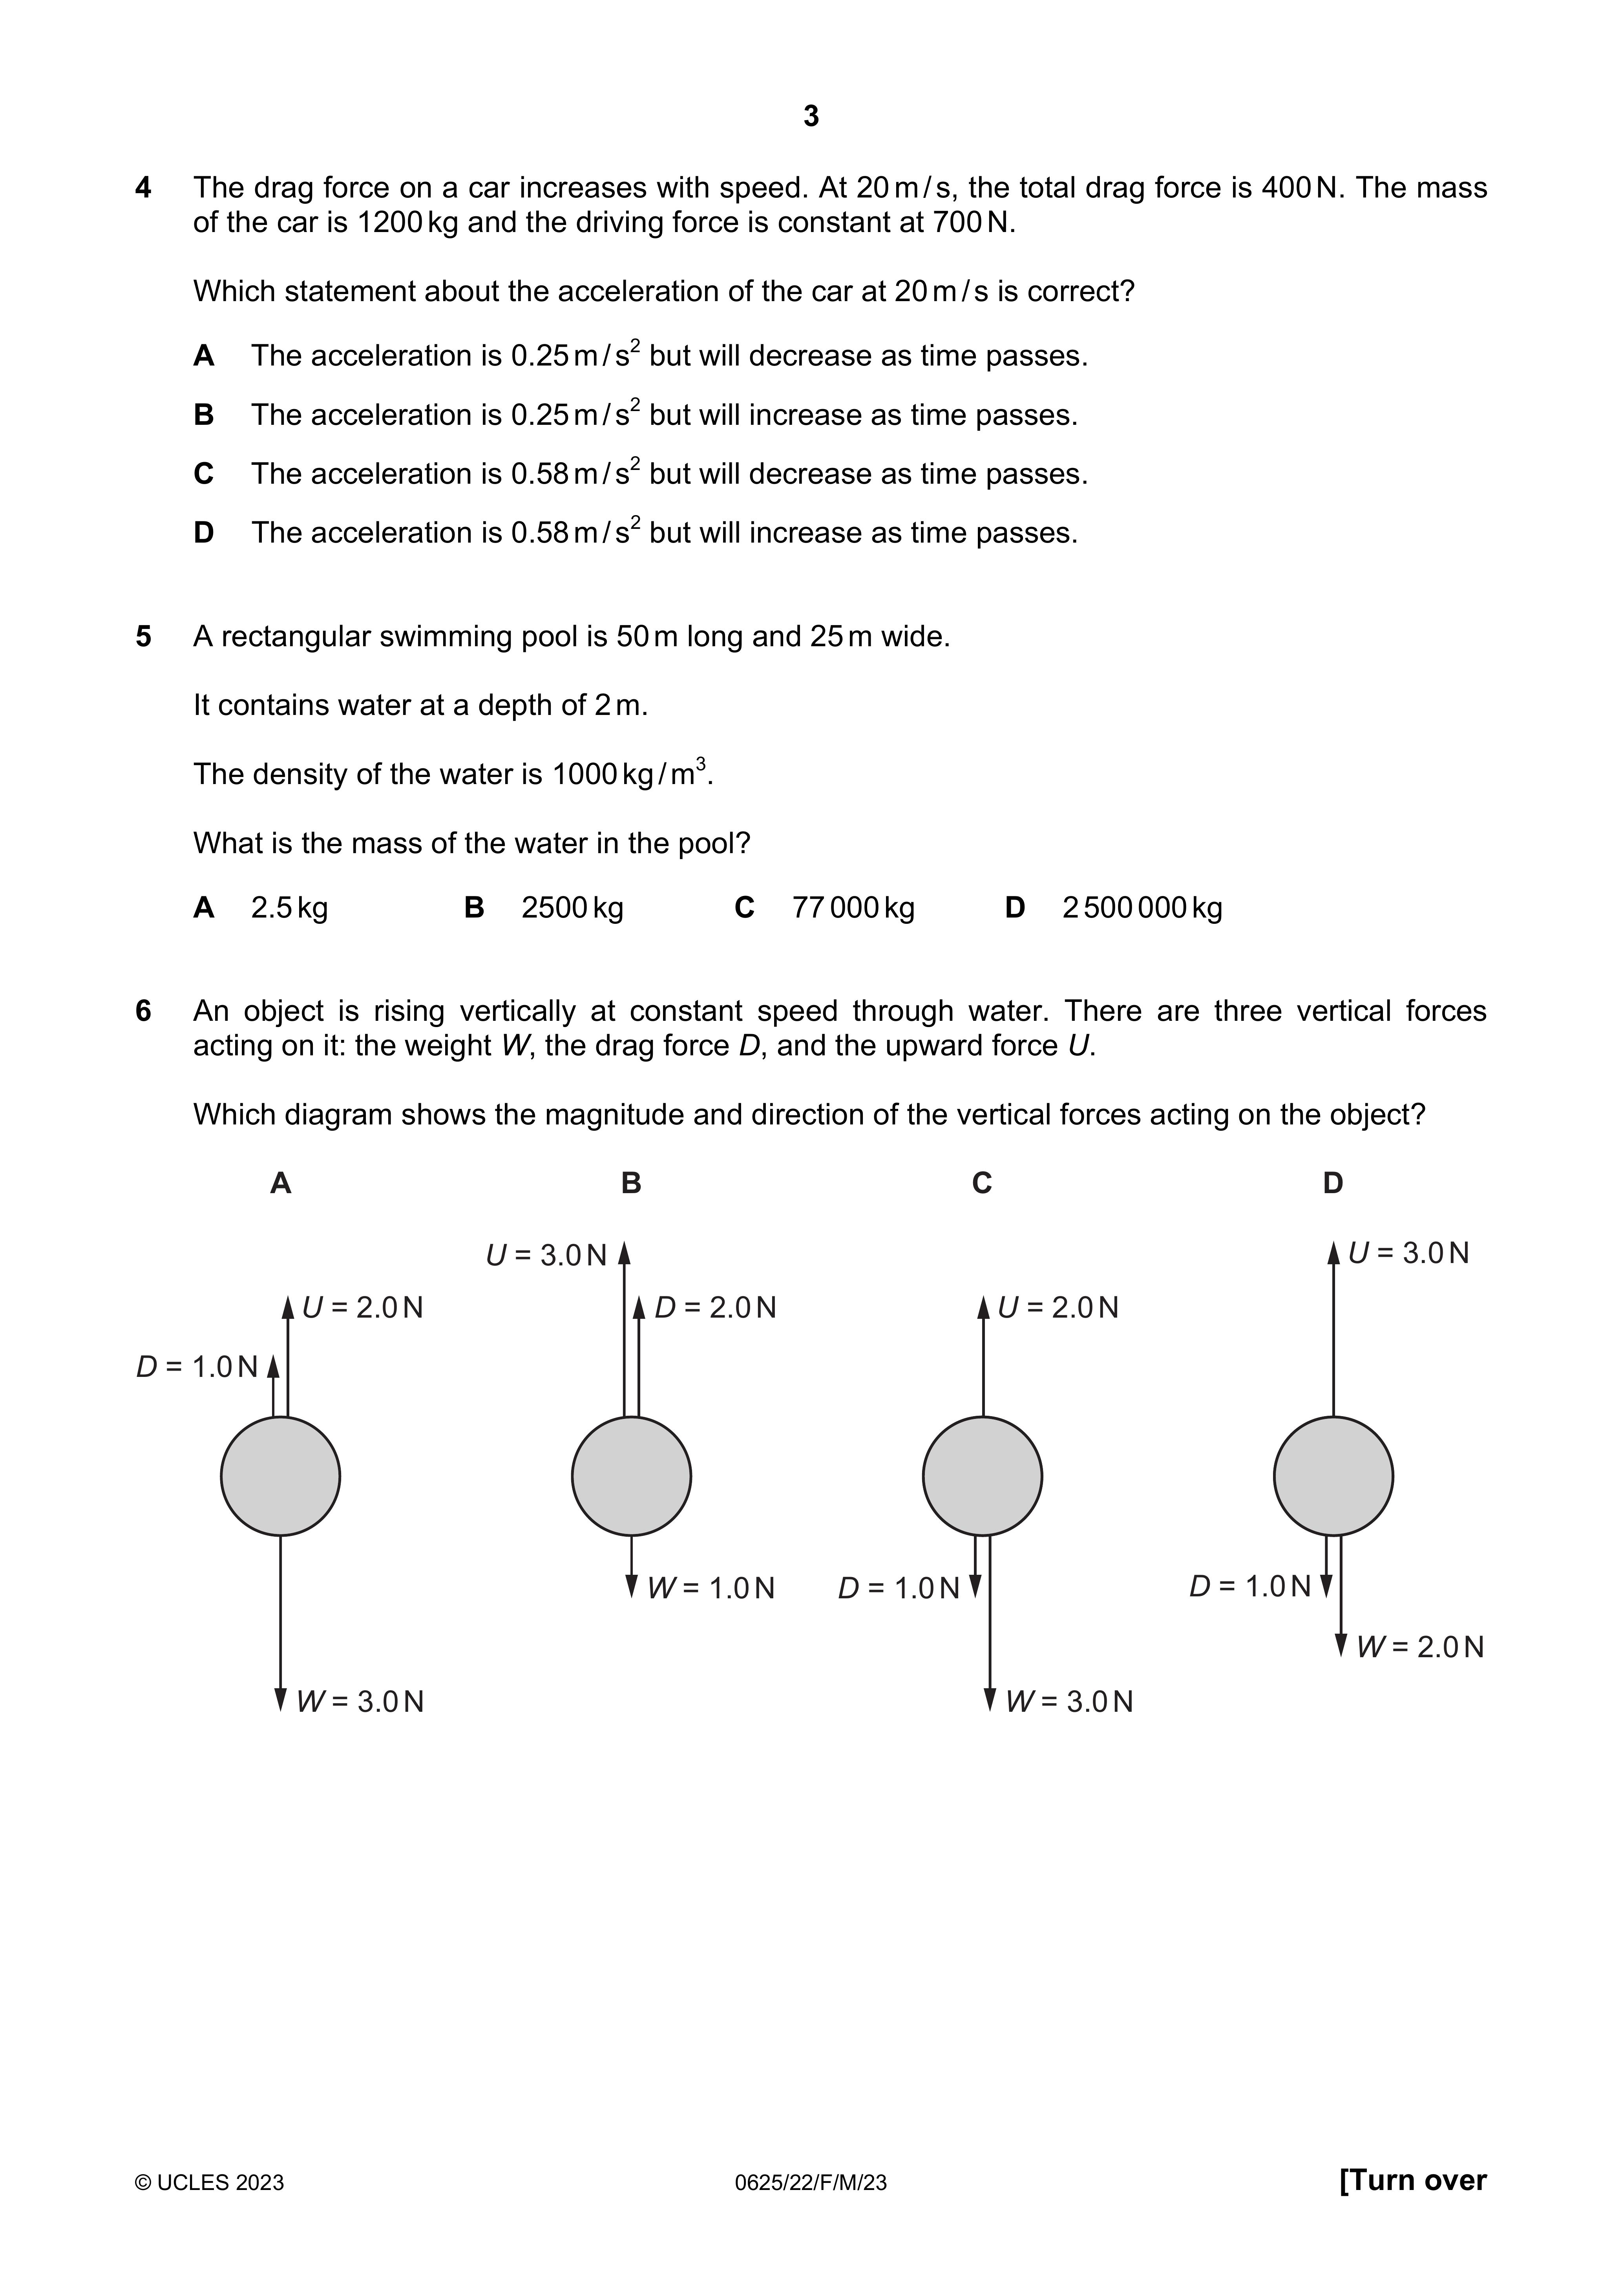 3
4 The drag force on a car increases with speed. At 20 m / s, the total drag force is 400 N. The mass
of the car is 1200 kg and the driving force is constant at 700 N.
Which statement about the acceleration of the car at 20 m / s is correct?
A The acceleration is 0.25 m / s² but will decrease as time passes.
B The acceleration is 0.25 m / s² but will increase as time passes.
C The acceleration is 0.58 m / s² but will decrease as time passes.
D The acceleration is 0.58 m / s² but will increase as time passes.
5 A rectangular swimming pool is 50 m long and 25 m wide.
It contains water at a depth of 2 m.
The density of the water is 1000 kg / m³.
What is the mass of the water in the pool?
A 2.5 kg B 2500 kg C 77 000 kg D 2 500 000 kg
6 An object is rising vertically at constant speed through water. There are three vertical forces
acting on it: the weight W, the drag force D, and the upward force U.
Which diagram shows the magnitude and direction of the vertical forces acting on the object?
A B C D
U = 3.0 N U = 3.0 N
U = 2.0 N D = 2.0 N U = 2.0 N
D = 1.0 N
W = 1.0 N D = 1.0 N D = 1.0 N
W = 2.0 N
W = 3.0 N W = 3.0 N
© UCLES 2023 0625/22/F/M/23 [Turn over